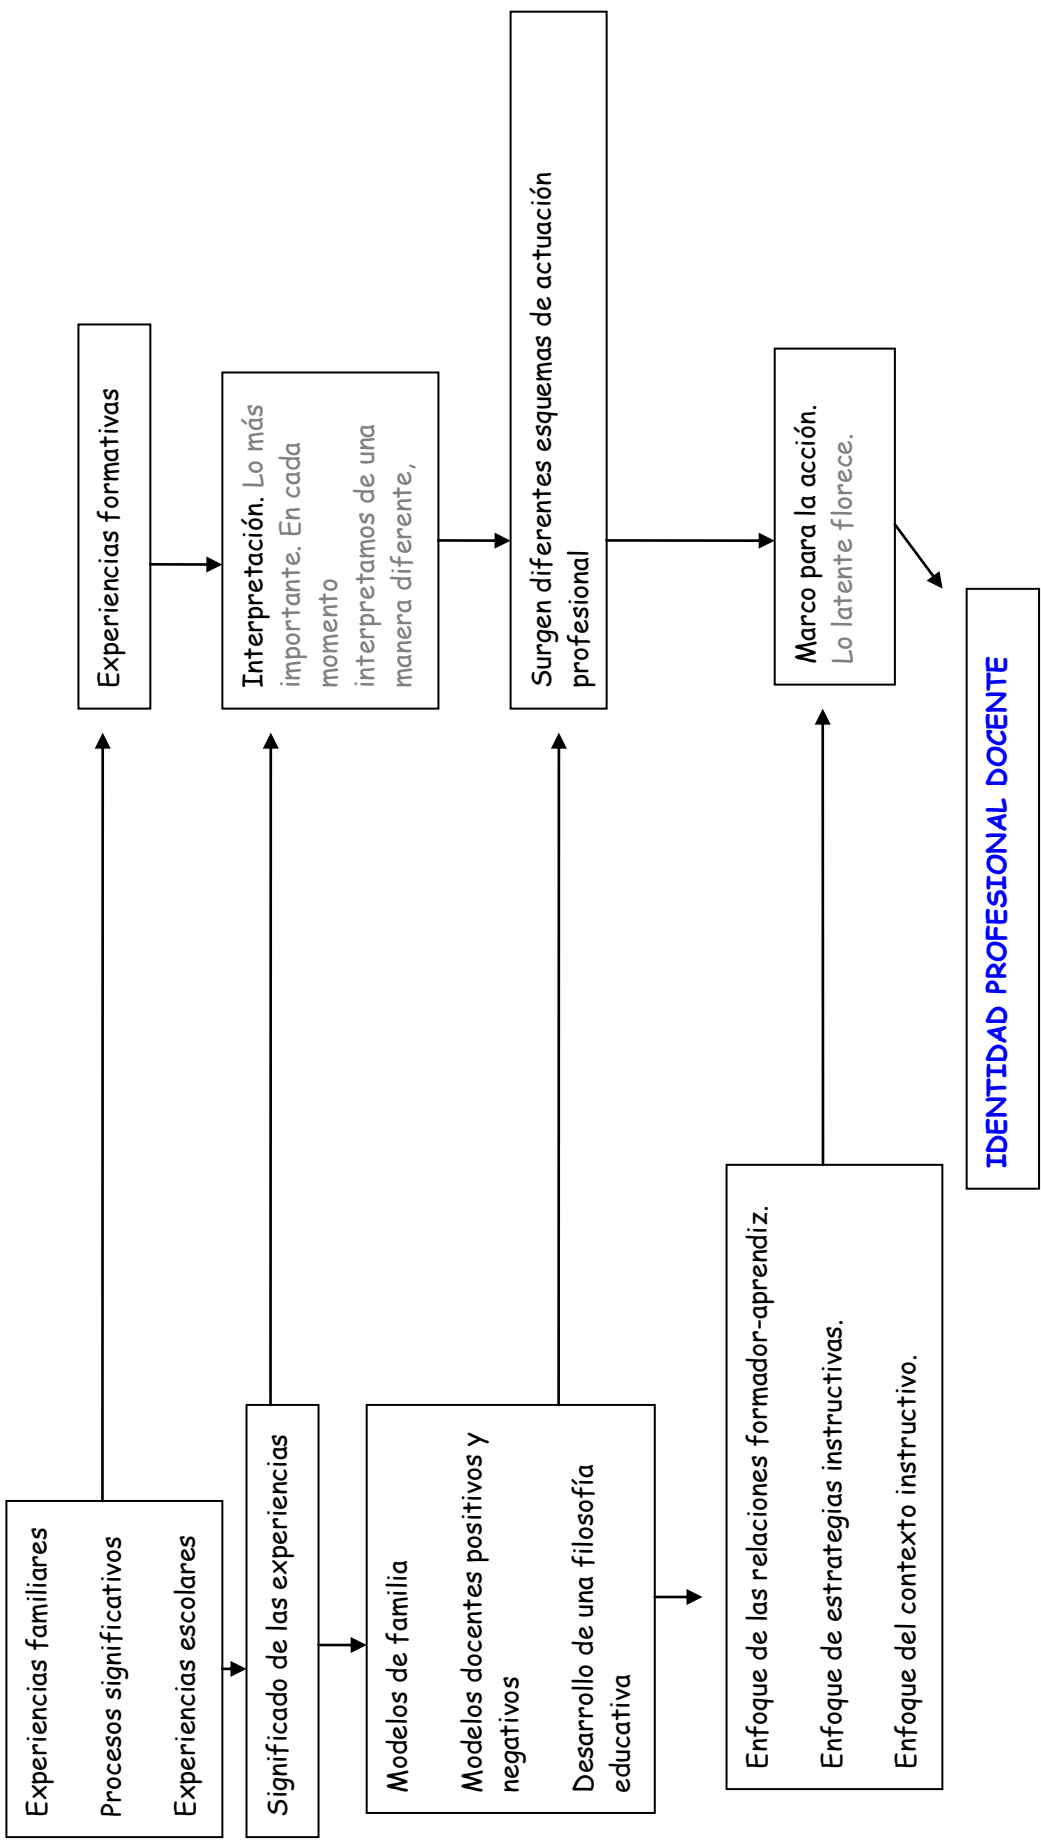 Experiencias familiares
Procesos significativos
Experiencias escolares
Experiencias formativas
Significado de las experiencias
Interpretación. Lo más
importante. En cada
momento
interpretamos de una
manera diferente,
Modelos de familia
Modelos docentes positivos y
negativos
Desarrollo de una filosofía
educativa
Surgen diferentes esquemas de actuación
profesional
Enfoque de las relaciones formador-aprendiz.
Enfoque de estrategias instructivas.
Enfoque del contexto instructivo.
Marco para la acción.
Lo latente florece.
IDENTIDAD PROFESIONAL DOCENTE